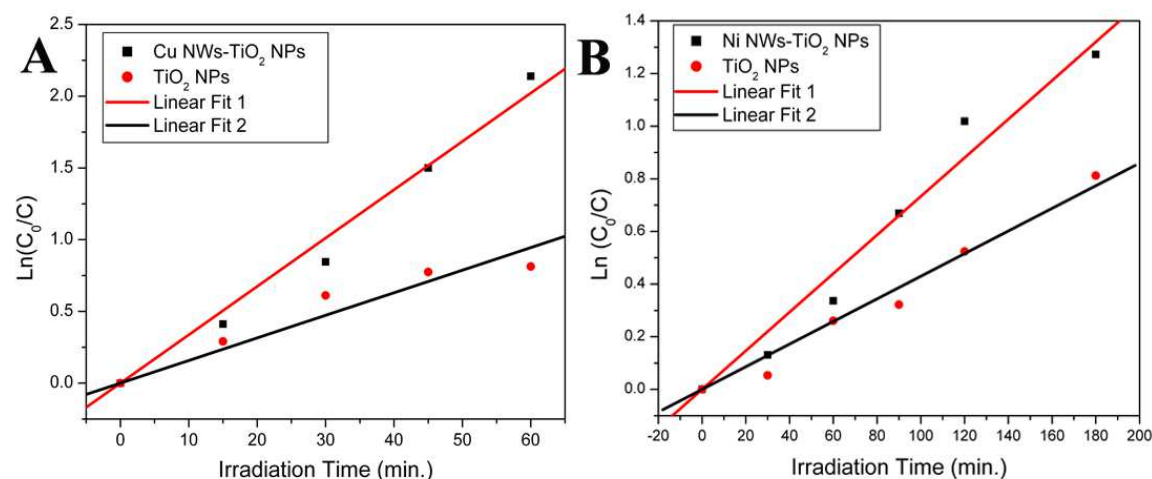 A
Cu NWs-TiO₂ NPs
TiO₂ NPs
Linear Fit 1
Linear Fit 2
2.5
2.0
1.5
1.0
0.5
0.0
Ln(C₀/C)
0 10 20 30 40 50 60
Irradiation Time (min.)
B
Ni NWs-TiO₂ NPs
TiO₂ NPs
Linear Fit 1
Linear Fit 2
1.4
1.2
1.0
0.8
0.6
0.4
0.2
0.0
Ln (C₀/C)
-20 0 20 40 60 80 100 120 140 160 180 200
Irradiation Time (min.)